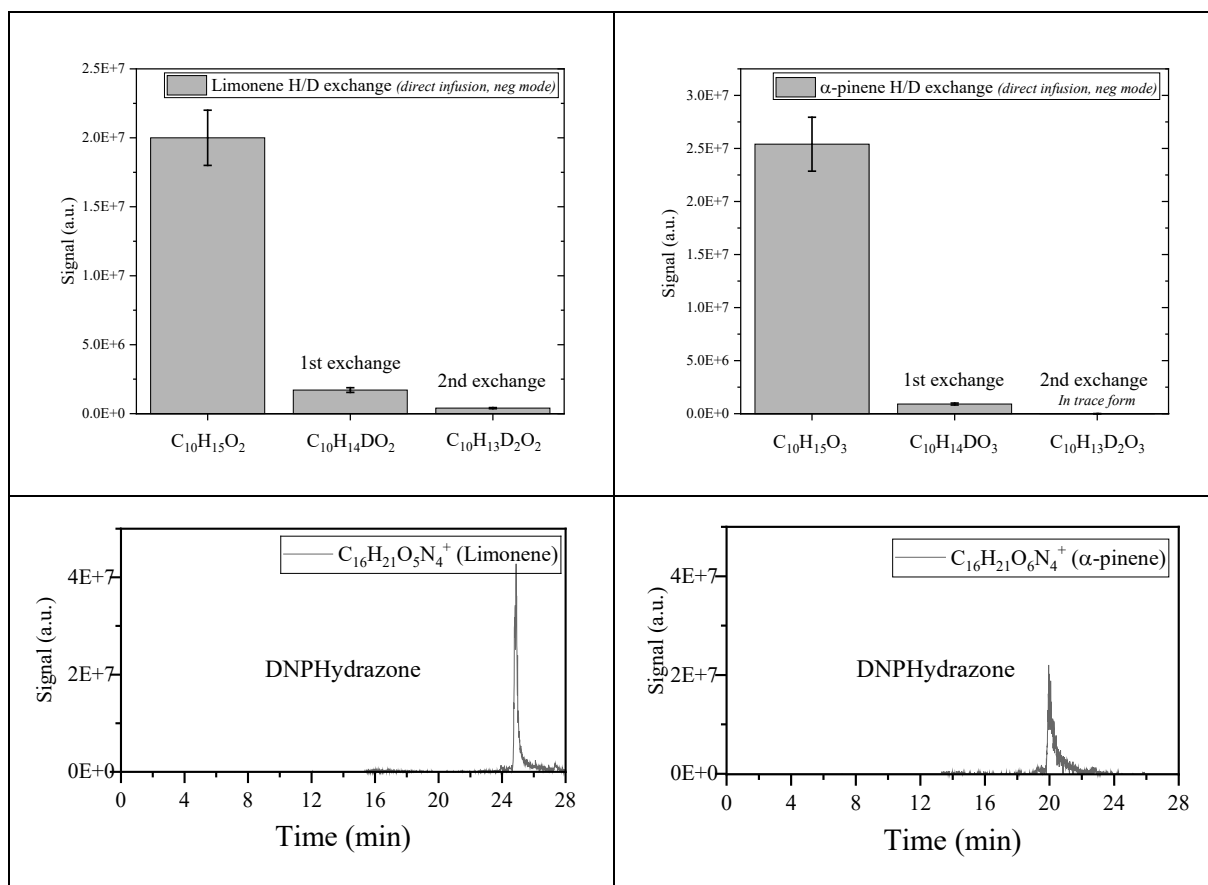 Limonene H/D exchange (direct infusion, neg mode)
2.5E+7
2.0E+7
1.5E+7
1.0E+7
5.0E+6
0.0E+0
Signal (a.u.)
1st exchange
2nd exchange
C₁₀H₁₅O₂
C₁₀H₁₄DO₂
C₁₀H₁₃D₂O₂
α-pinene H/D exchange (direct infusion, neg mode)
3.0E+7
2.5E+7
2.0E+7
1.5E+7
1.0E+7
5.0E+6
0.0E+0
Signal (a.u.)
1st exchange
2nd exchange
In trace form
C₁₀H₁₅O₃
C₁₀H₁₄DO₃
C₁₀H₁₃D₂O₃
C₁₆H₂₁O₅N₄⁺ (Limonene)
4E+7
2E+7
0E+0
Signal (a.u.)
DNPHydrazone
0 4 8 12 16 20 24 28
Time (min)
C₁₆H₂₁O₆N₄⁺ (α-pinene)
4E+7
2E+7
0E+0
Signal (a.u.)
DNPHydrazone
0 4 8 12 16 20 24 28
Time (min)